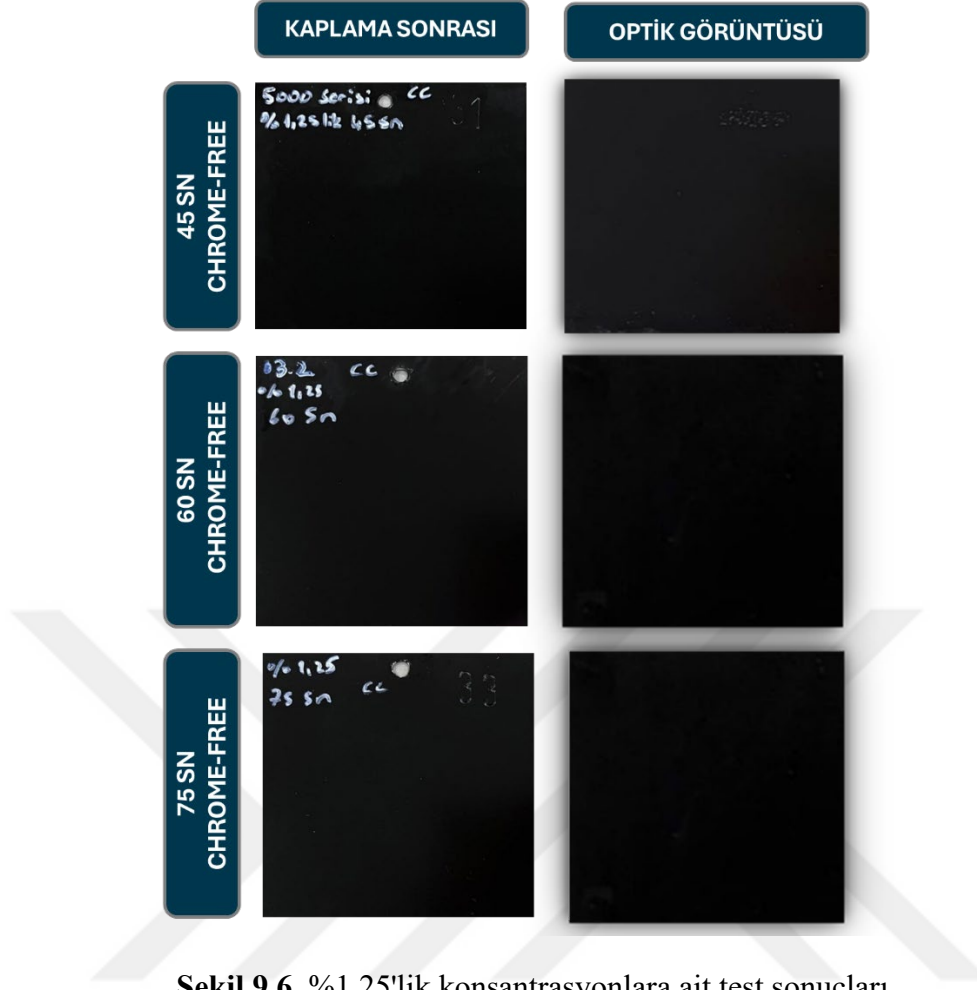 KAPLAMA SONRASI
OPTİK GÖRÜNTÜSÜ
45 SN
CHROME-FREE
5000 Serisi CC
% 1,25 lik 45 sn
60 SN
CHROME-FREE
CC
% 1,25
60 Sn
75 SN
CHROME-FREE
% 1,25
75 Sn CC
33
Şekil 9.6. %1.25'lik konsantrasyonlara ait test sonuçları